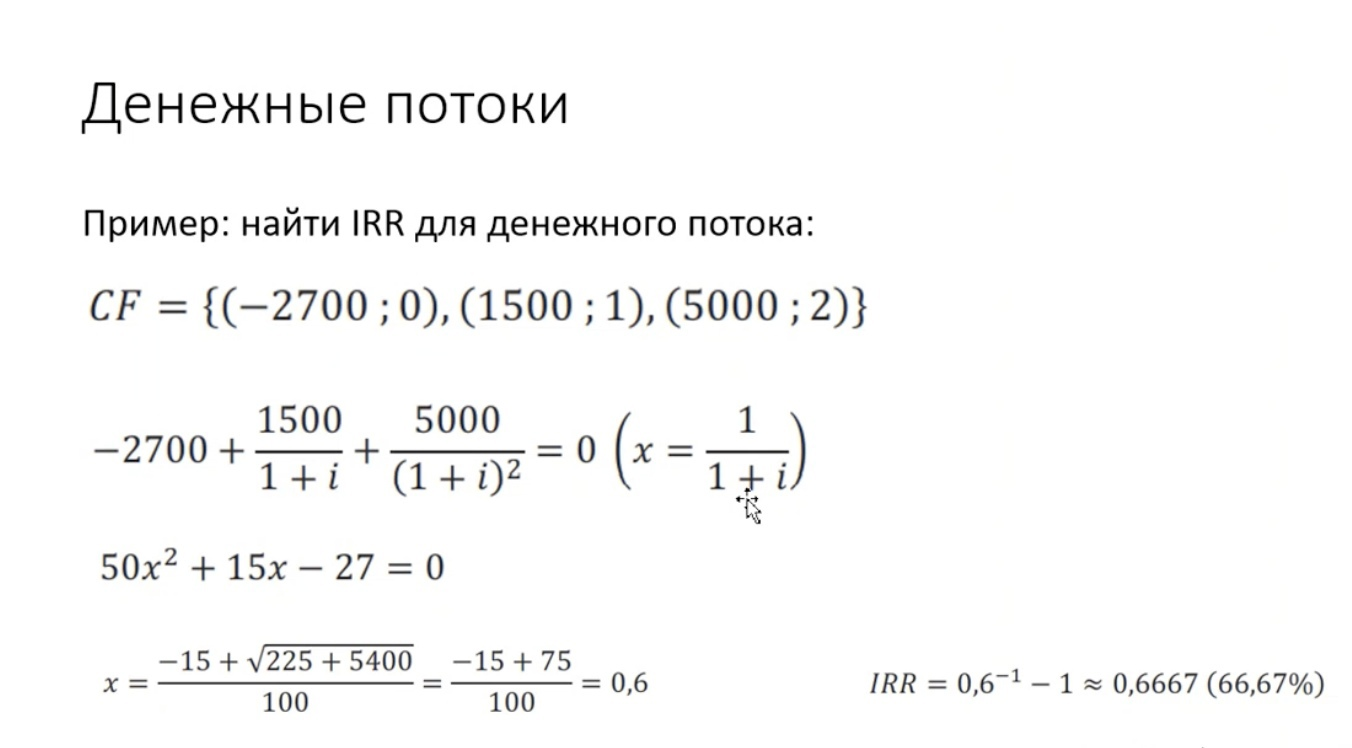 Денежные потоки
Пример: найти IRR для денежного потока:
CF = {(−2700 ; 0), (1500 ; 1), (5000 ; 2)}
−2700 + 1500/(1 + i) + 5000/(1 + i)² = 0 (x = 1/(1 + i))
50x² + 15x − 27 = 0
x = (−15 + √(225 + 5400))/100 = (−15 + 75)/100 = 0,6 IRR = 0,6⁻¹ − 1 ≈ 0,6667 (66,67%)